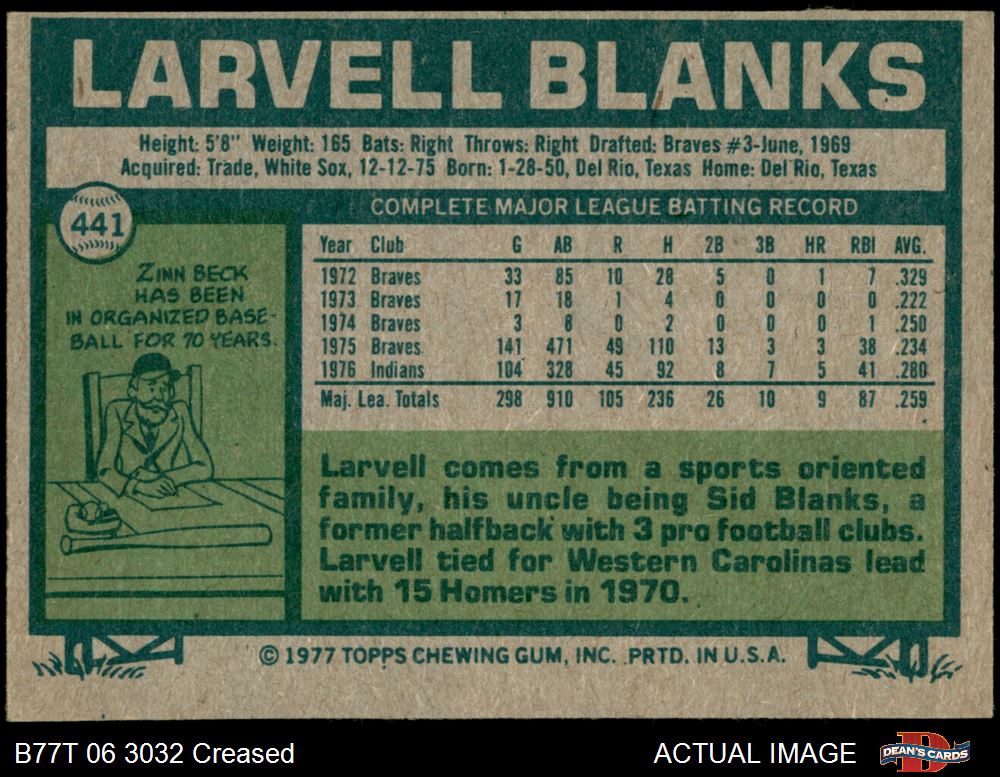 LARVELL BLANKS
Height: 5'8" Weight: 165 Bats: Right Throws: Right Drafted: Braves #3-June, 1969
Acquired: Trade, White Sox, 12-12-75 Born: 1-28-50, Del Rio, Texas Home: Del Rio, Texas
441
COMPLETE MAJOR LEAGUE BATTING RECORD
Year Club G AB R H 2B 3B HR RBI AVG.
1972 Braves 33 85 10 28 5 0 1 7 .329
1973 Braves 17 18 1 4 0 0 0 0 .222
1974 Braves 3 8 0 2 0 0 0 1 .250
1975 Braves 141 471 49 110 13 3 3 38 .234
1976 Indians 104 328 45 92 8 7 5 41 .280
Maj. Lea. Totals 298 910 105 236 26 10 9 87 .259
ZINN BECK
HAS BEEN
IN ORGANIZED BASE-
BALL FOR 70 YEARS.
Larvell comes from a sports oriented
family, his uncle being Sid Blanks, a
former halfback with 3 pro football clubs.
Larvell tied for Western Carolinas lead
with 15 Homers in 1970.
© 1977 TOPPS CHEWING GUM, INC. PRTD. IN U.S.A.
B77T 06 3032 Creased
ACTUAL IMAGE
DEAN'S CARDS